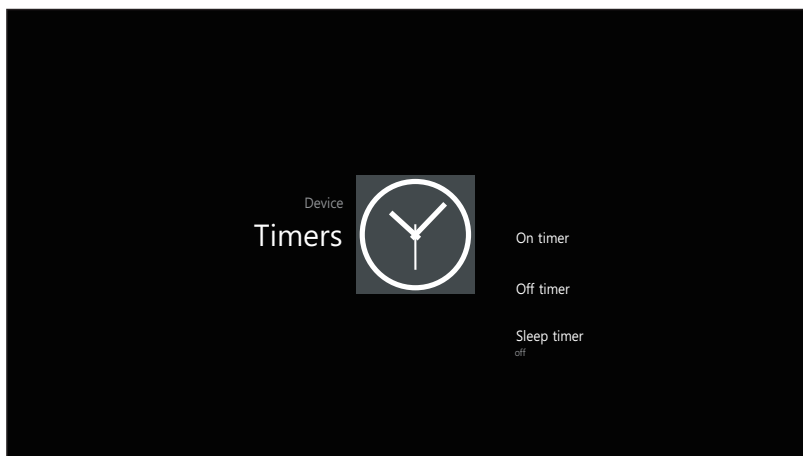 Device
Timers
On timer
Off timer
Sleep timer
off